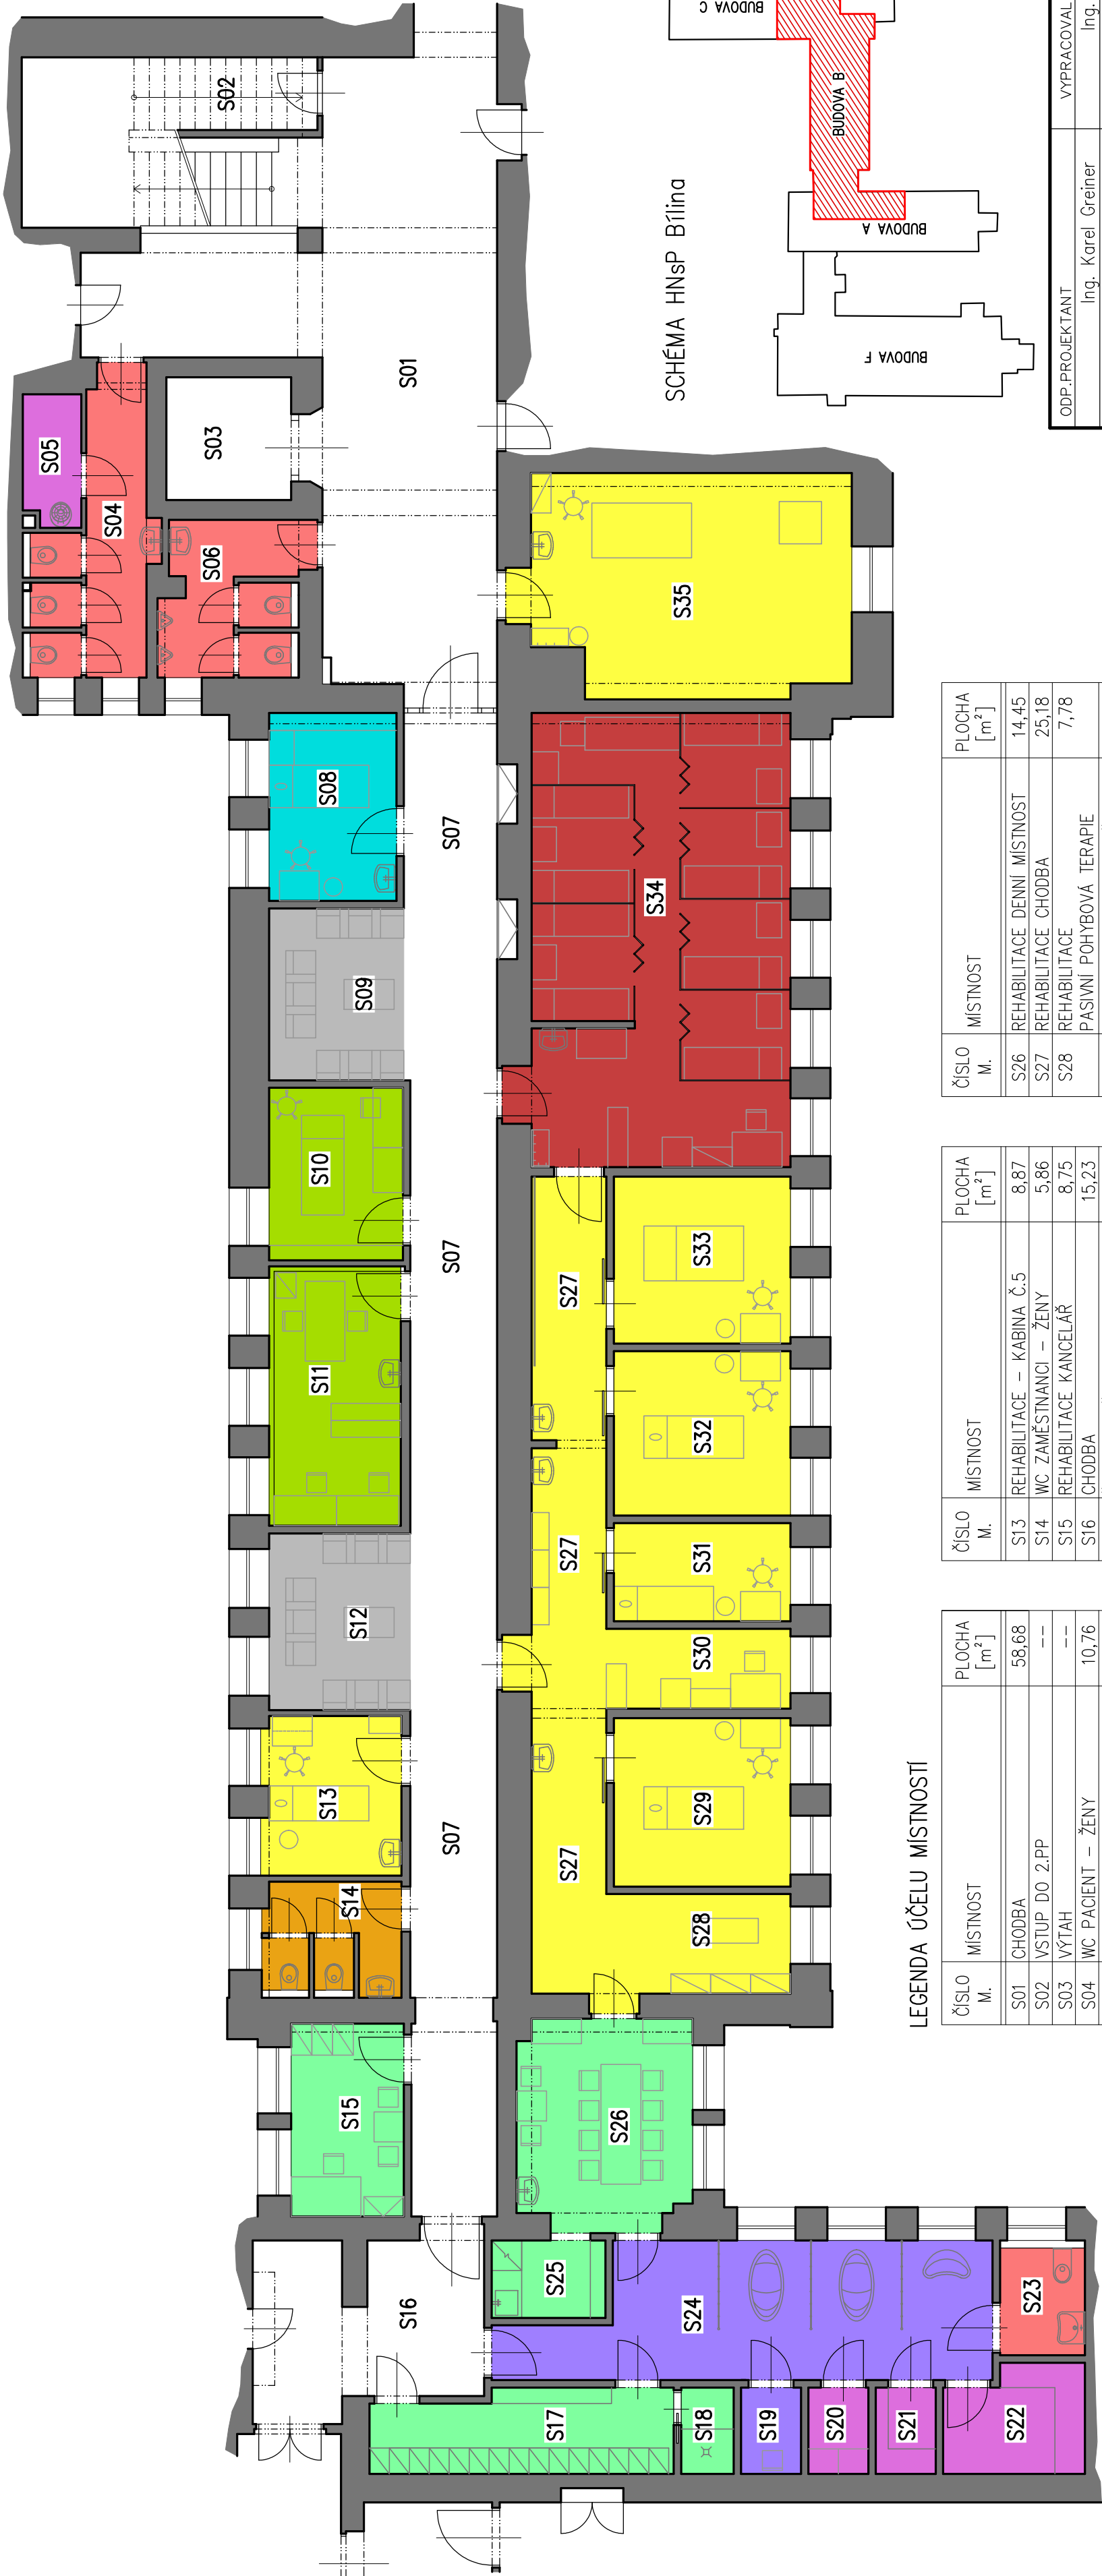 S02
S01
S05
S04
S03
S06
S35
S08
S07
S09
S34
S10
S07
S11
S27
S33
S32
S12
S27
S31
S30
S13
S07
S29
S27
S14
S28
S15
S26
S16
S25
S24
S23
S17
S18
S19
S20
S21
S22
SCHÉMA HNsP Bílina
BUDOVA C
BUDOVA B
BUDOVA A
BUDOVA F
ODP.PROJEKTANT VYPRACOVAL
Ing. Karel Greiner Ing.
LEGENDA ÚČELU MÍSTNOSTÍ
ČÍSLO M. MÍSTNOST PLOCHA [m²]
S01 CHODBA 58,68
S02 VSTUP DO 2.PP --
S03 VÝTAH --
S04 WC PACIENT – ŽENY 10,76
ČÍSLO M. MÍSTNOST PLOCHA [m²]
S13 REHABILITACE – KABINA Č.5 8,87
S14 WC ZAMĚSTNANCI – ŽENY 5,86
S15 REHABILITACE KANCELÁŘ 8,75
S16 CHODBA 15,23
ČÍSLO M. MÍSTNOST PLOCHA [m²]
S26 REHABILITACE DENNÍ MÍSTNOST 14,45
S27 REHABILITACE CHODBA 25,18
S28 REHABILITACE 7,78
PASIVNÍ POHYBOVÁ TERAPIE